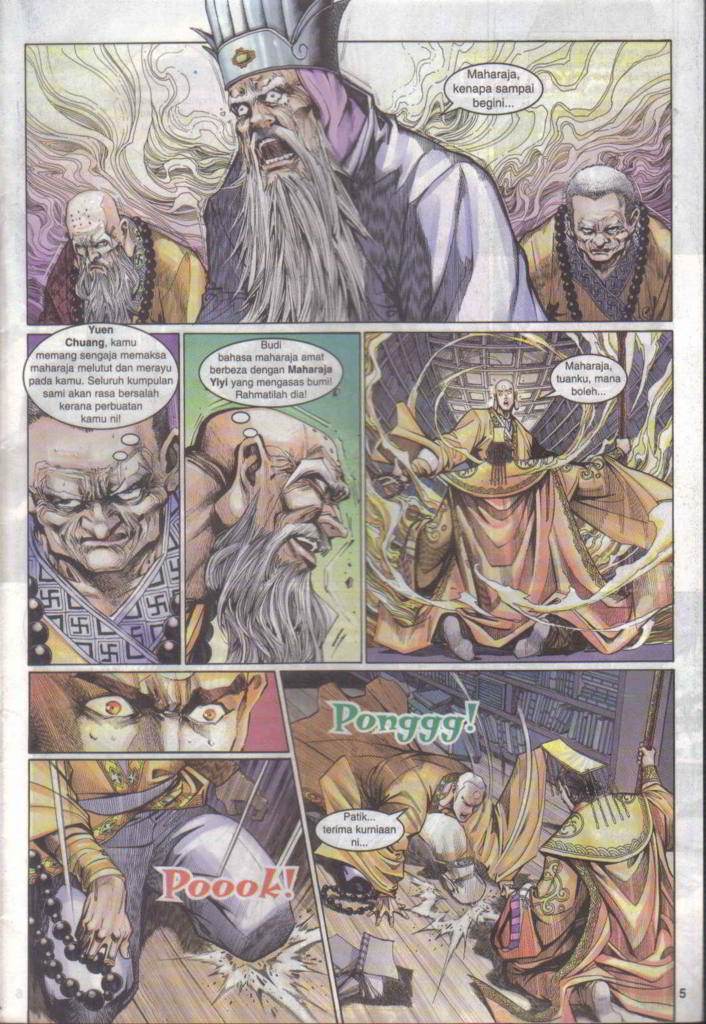 Maharaja,
kenapa sampai
begini...
Yuen
Chuang, kamu
memang sengaja memaksa
maharaja melutut dan merayu
pada kamu. Seluruh kumpulan
sami akan rasa bersalah
kerana perbuatan
kamu ni!
Budi
bahasa maharaja amat
berbeza dengan Maharaja
Yiyi yang mengasas bumi!
Rahmatilah dia!
Maharaja,
tuanku, mana
boleh...
Poook!
Ponggg!
Patik...
terima kurniaan
ni...
5